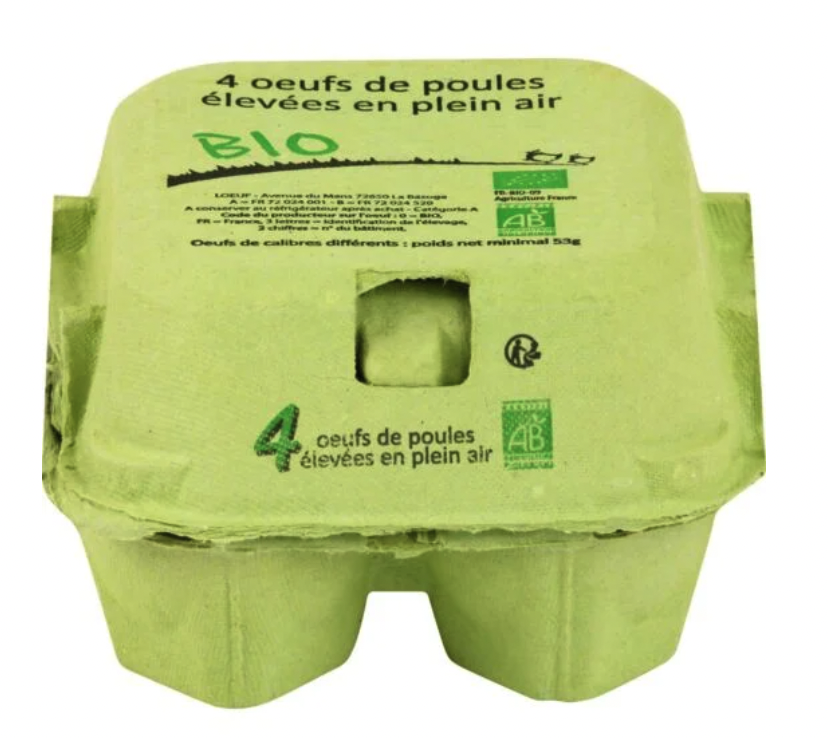 4 oeufs de poules
élevées en plein air
BIO
LOEUF - Avenue du Mans 72650 La Bazoge
A = FR 72 024 001 - B = FR 72 024 520
A conserver au réfrigérateur après achat - Catégorie A
Code du producteur sur l'oeuf : 0 = BIO,
FR = France, 3 lettres = identification de l'élevage,
2 chiffres = n° du bâtiment.
FR-BIO-09
Agriculture France
AB
Oeufs de calibres différents : poids net minimal 53g
4 oeufs de poules
élevées en plein air
AB